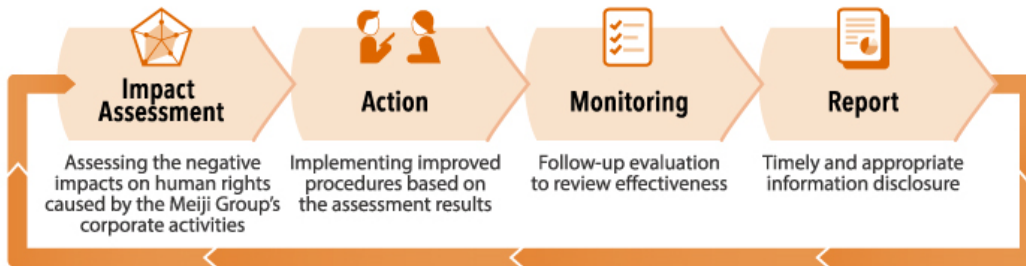 Impact
Assessment
Assessing the negative
impacts on human rights
caused by the Meiji Group's
corporate activities
Action
Implementing improved
procedures based on
the assessment results
Monitoring
Follow-up evaluation
to review effectiveness
Report
Timely and appropriate
information disclosure